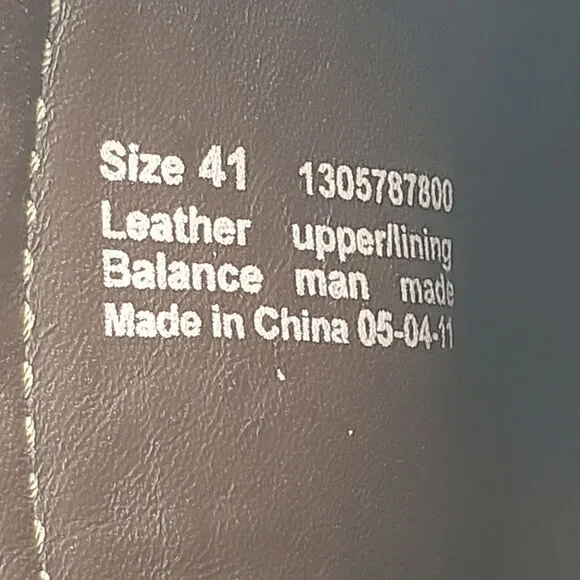 Size 41 1305787800
Leather upper/lining
Balance man made
Made in China 05-04-11